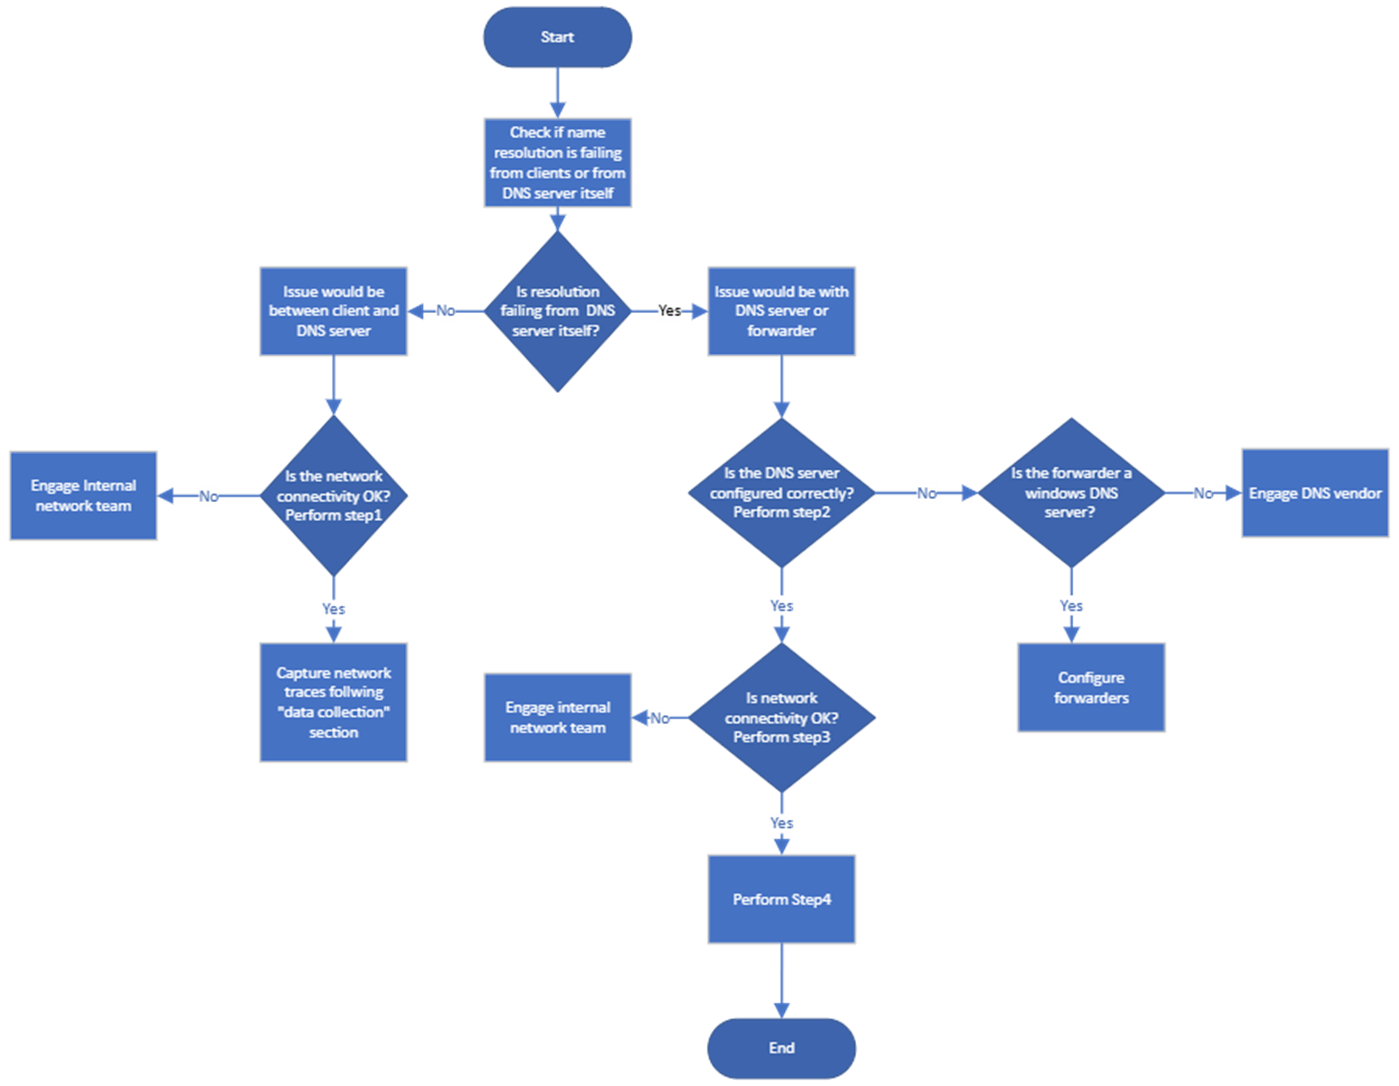 Start
Check if name
resolution is failing
from clients or from
DNS server itself
Is resolution
failing from DNS
server itself?
No
Yes
Issue would be
between client and
DNS server
Issue would be with
DNS server or
forwarder
Is the network
connectivity OK?
Perform step1
No
Engage Internal
network team
Yes
Capture network
traces follwing
"data collection"
section
Is the DNS server
configured correctly?
Perform step2
No
Is the forwarder a
windows DNS
server?
No
Engage DNS vendor
Yes
Configure
forwarders
Yes
Is network
connectivity OK?
Perform step3
No
Engage internal
network team
Yes
Perform Step4
End